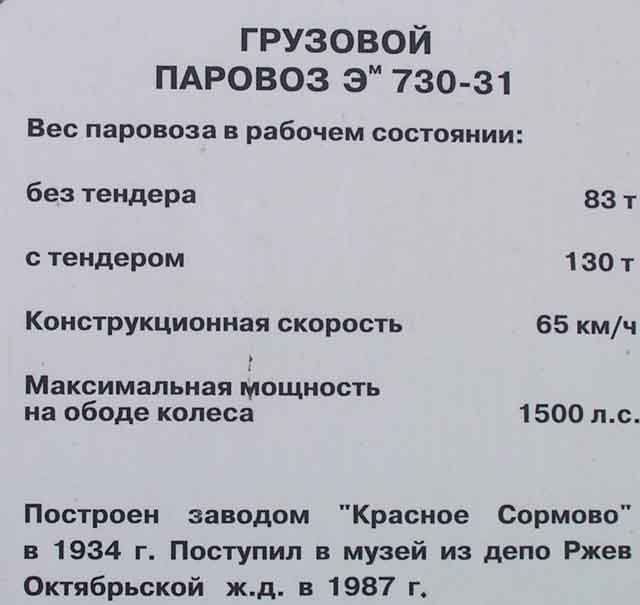 ГРУЗОВОЙ
ПАРОВОЗ Эᴹ 730-31
Вес паровоза в рабочем состоянии:
без тендера 83 т
с тендером 130 т
Конструкционная скорость 65 км/ч
Максимальная мощность
на ободе колеса 1500 л.с.
Построен заводом "Красное Сормово"
в 1934 г. Поступил в музей из депо Ржев
Октябрьской ж.д. в 1987 г.